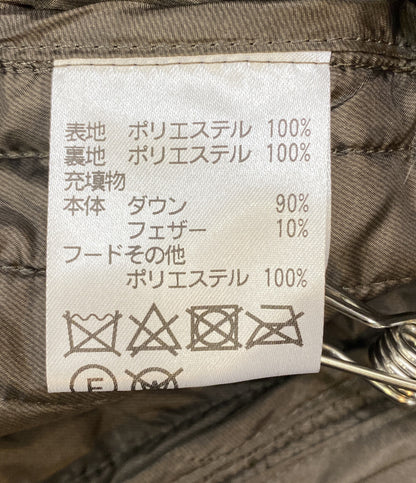 表地 ポリエステル 100%
裏地 ポリエステル 100%
充填物
本体 ダウン 90%
フェザー 10%
フードその他
ポリエステル 100%